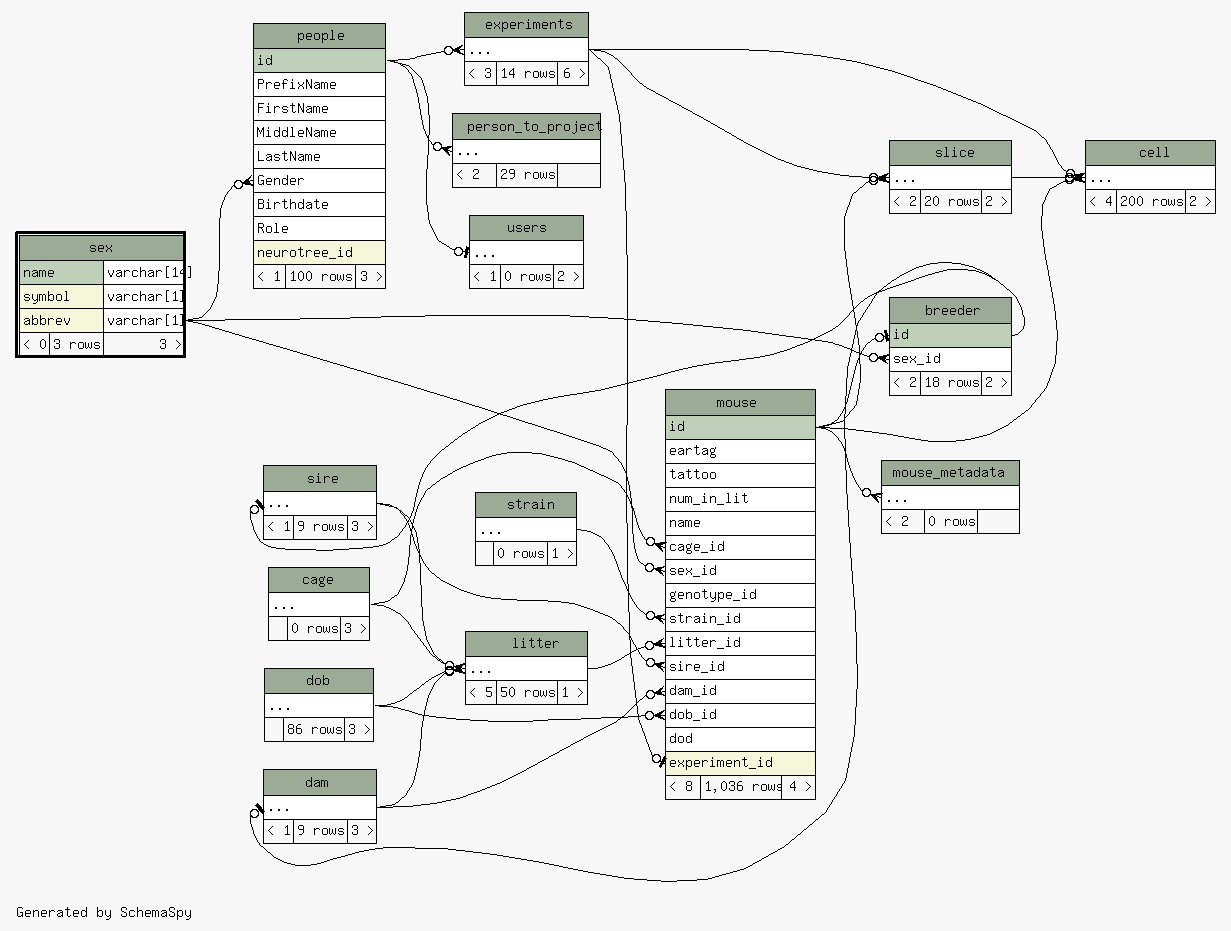 people
id
PrefixName
FirstName
MiddleName
LastName
Gender
Birthdate
Role
neurotree_id
< 1 100 rows 3 >
experiments
...
< 3 14 rows 6 >
person_to_project
...
< 2 29 rows
users
...
< 1 0 rows 2 >
slice
...
< 2 20 rows 2 >
cell
...
< 4 200 rows 2 >
sex
name varchar[14]
symbol varchar[1]
abbrev varchar[1]
< 0 3 rows 3 >
breeder
id
sex_id
< 2 18 rows 2 >
mouse
id
eartag
tattoo
num_in_lit
name
cage_id
sex_id
genotype_id
strain_id
litter_id
sire_id
dam_id
dob_id
dod
experiment_id
< 8 1,036 rows 4 >
mouse_metadata
...
< 2 0 rows
sire
...
< 1 9 rows 3 >
strain
...
0 rows 1 >
cage
...
0 rows 3 >
litter
...
< 5 50 rows 1 >
dob
...
86 rows 3 >
dam
...
< 1 9 rows 3 >
Generated by SchemaSpy